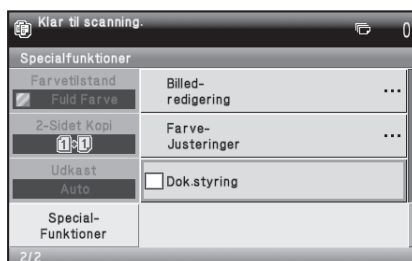 Klar til scanning.
0
Specialfunktioner
Farvetilstand
Fuld Farve
Billed-
redigering
...
2-Sidet Kopi
1 1
Farve-
Justeringer
...
Udkast
Auto
Dok.styring
Special-
Funktioner
2/2